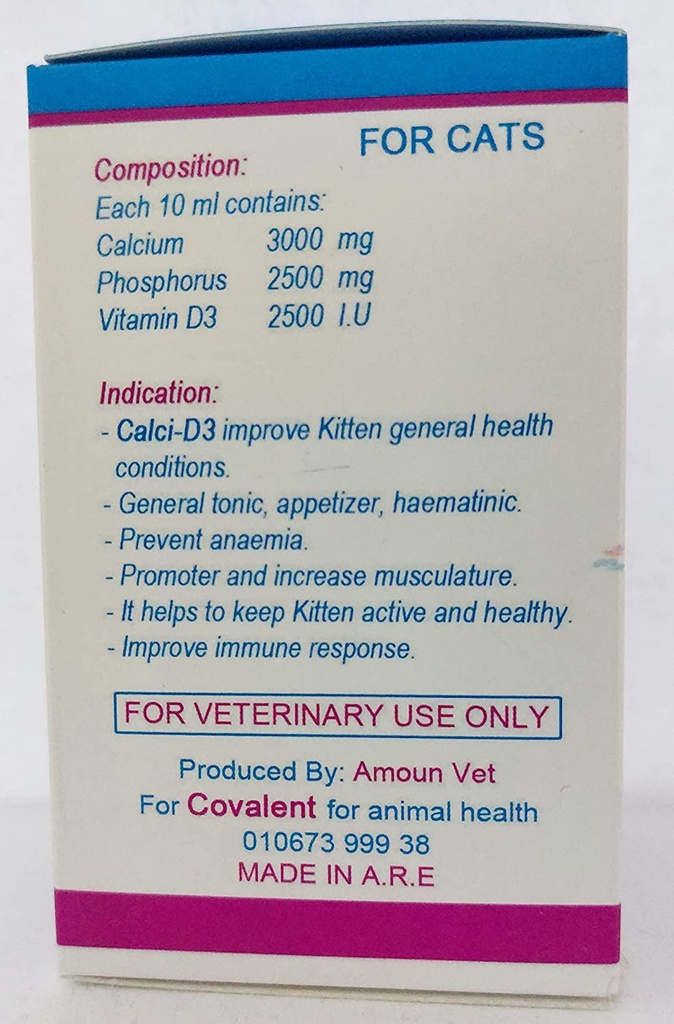 FOR CATS
Composition:
Each 10 ml contains:
Calcium 3000 mg
Phosphorus 2500 mg
Vitamin D3 2500 I.U
Indication:
- Calci-D3 improve Kitten general health
conditions.
- General tonic, appetizer, haematinic.
- Prevent anaemia.
- Promoter and increase musculature.
- It helps to keep Kitten active and healthy.
- Improve immune response.
FOR VETERINARY USE ONLY
Produced By: Amoun Vet
For Covalent for animal health
010673 999 38
MADE IN A.R.E